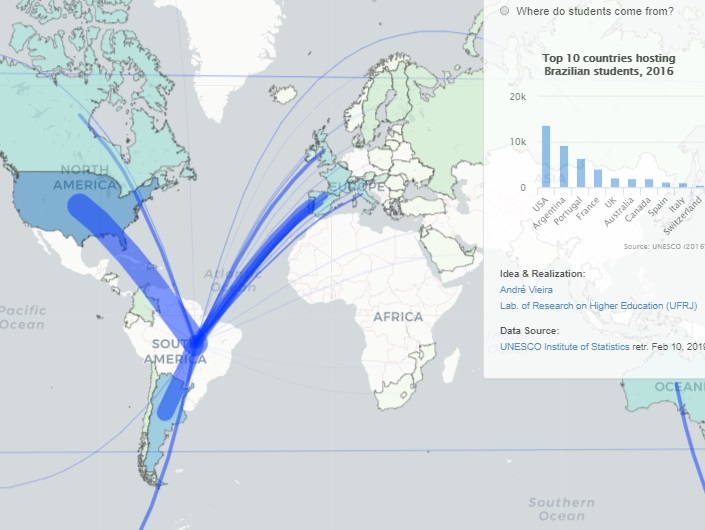 Where do students come from?
Top 10 countries hosting
Brazilian students, 2016
20k
10k
0
USA
Argentina
Portugal
France
UK
Australia
Canada
Spain
Italy
Switzerland
Source: UNESCO (2016
Idea & Realization:
André Vieira
Lab. of Research on Higher Education (UFRJ)
Data Source:
UNESCO Institute of Statistics retr. Feb 10, 2019
NORTH
AMERICA
EUROPE
ASIA
Atlantic
Ocean
Pacific
Ocean
AFRICA
SOUTH
AMERICA
OCEANI
Southern
Ocean